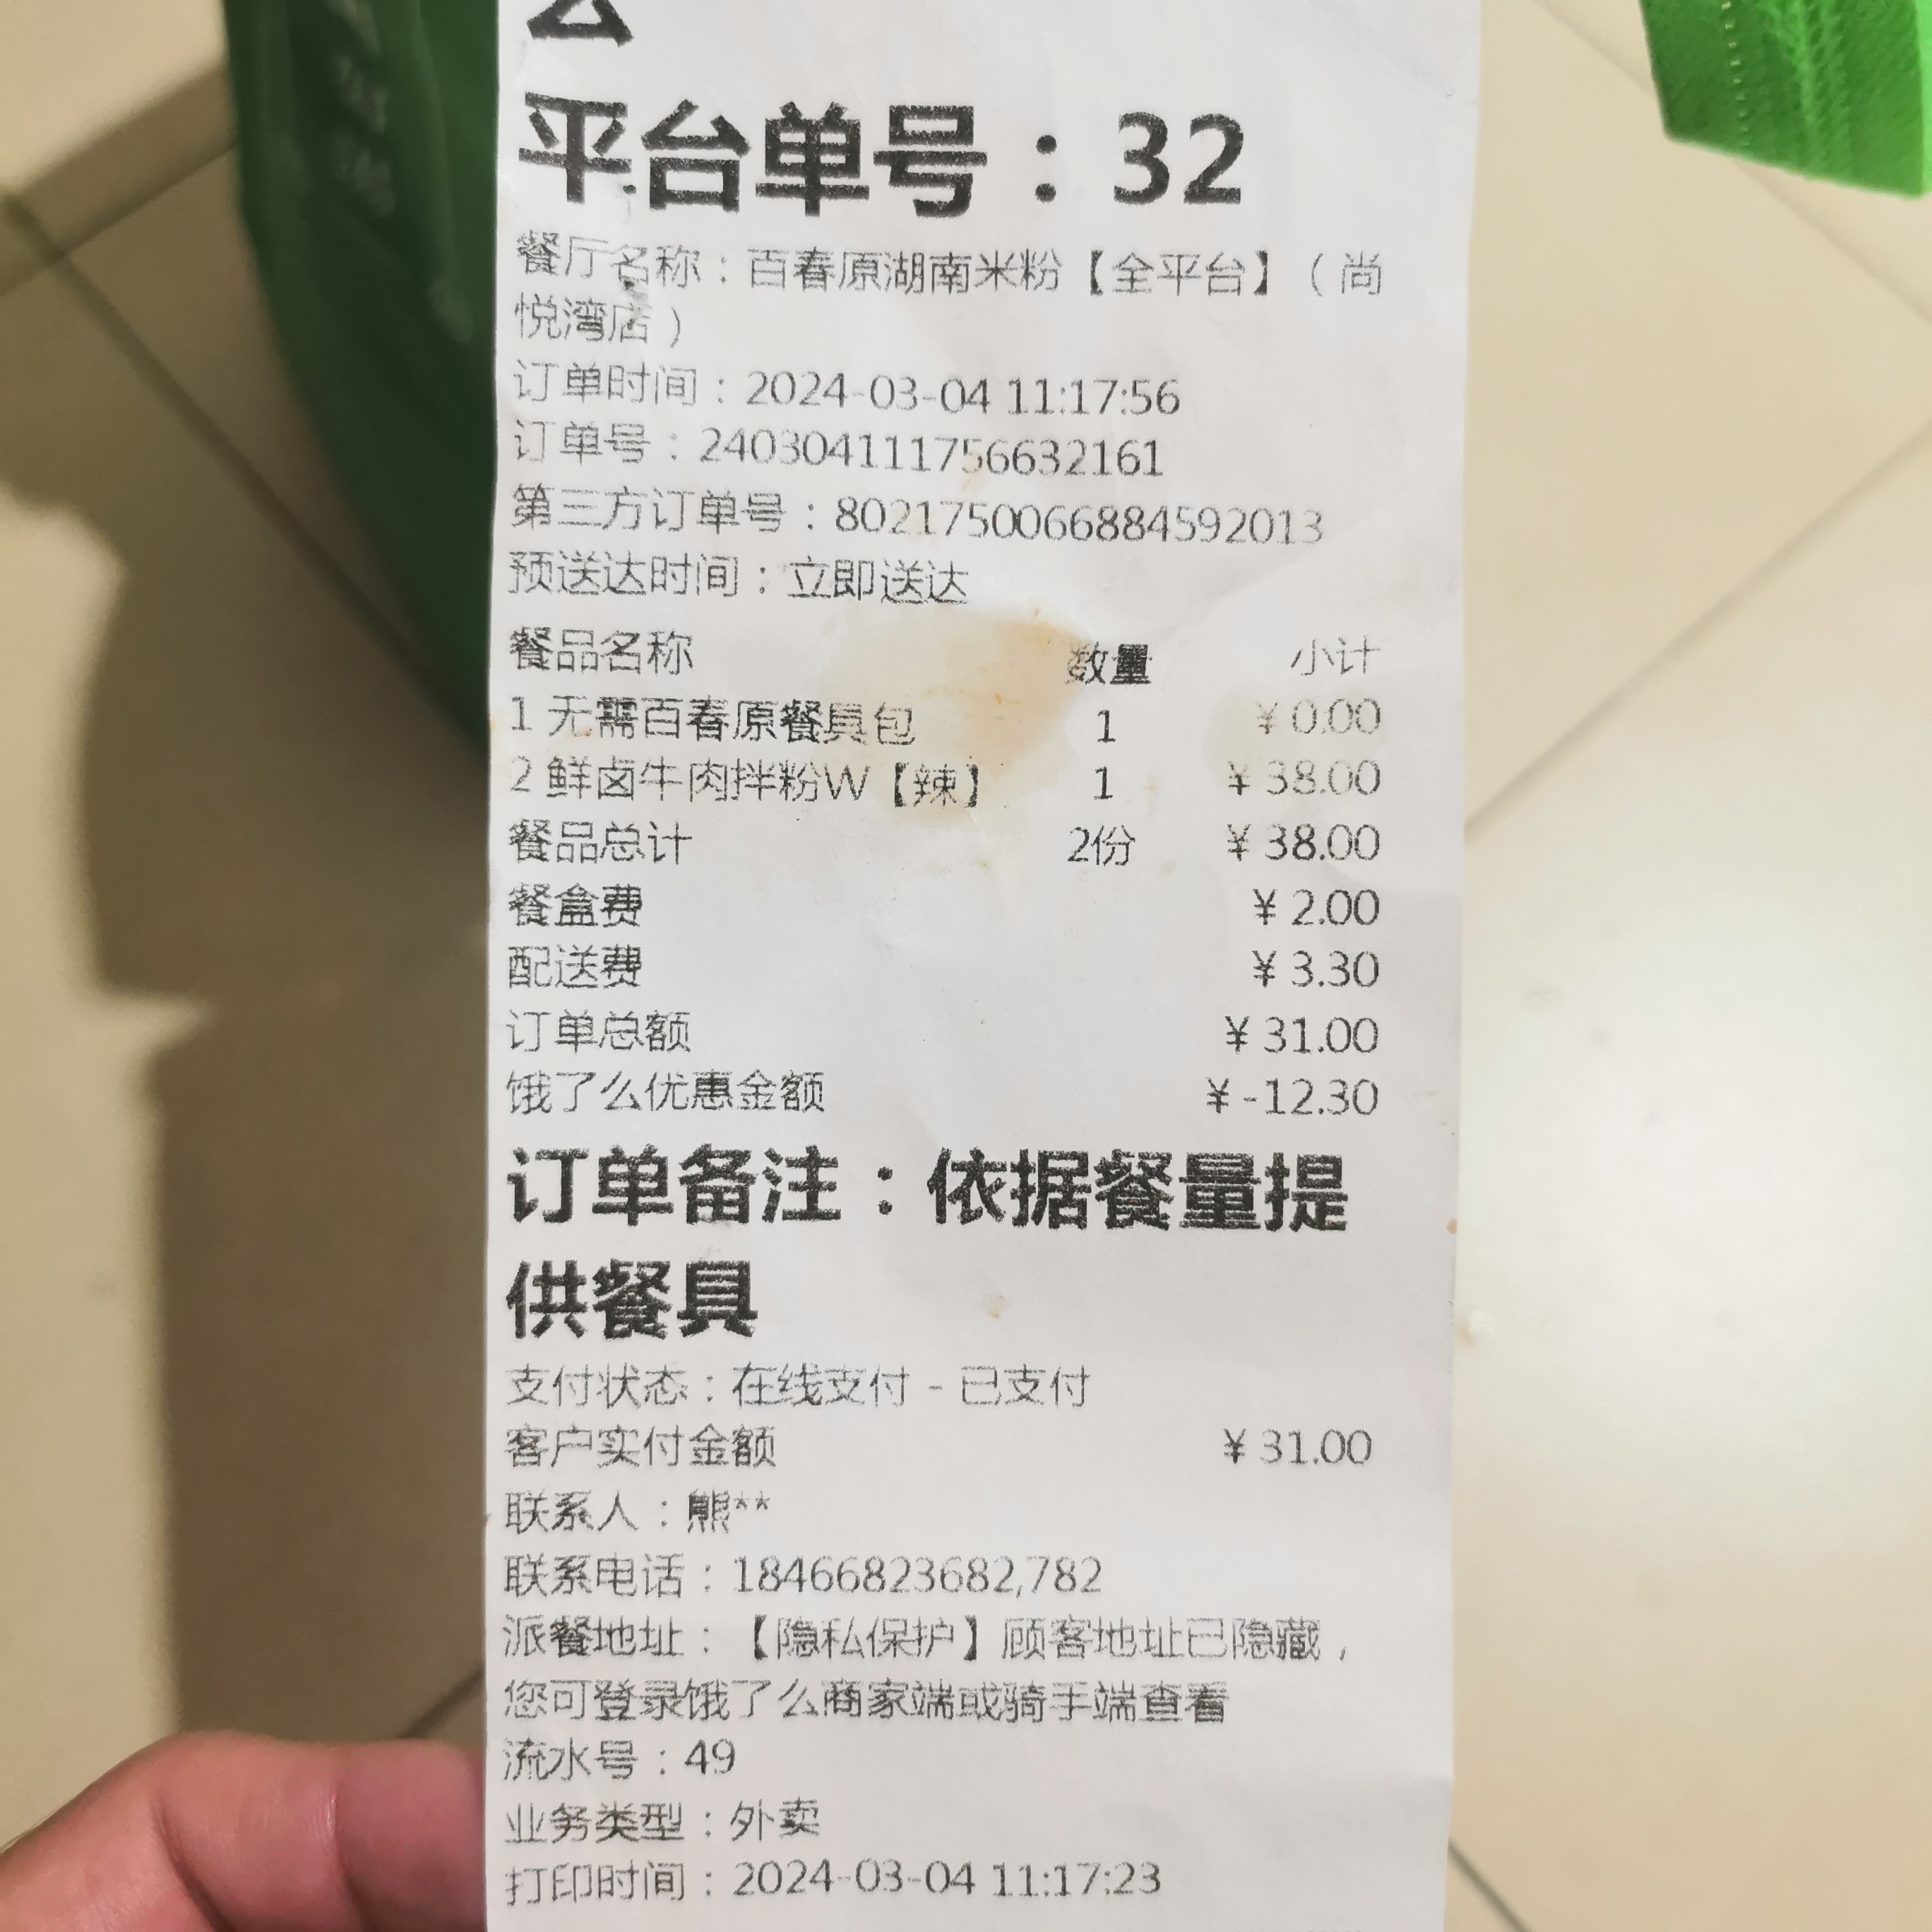 么
平台单号：32
餐厅名称：百春原湖南米粉【全平台】（尚
悦湾店）
订单时间：2024-03-04 11:17:56
订单号：2403041111756632161
第三方订单号：8021750066884592013
预送达时间：立即送达
餐品名称 数量 小计
1 无需百春原餐具包 1 ￥0.00
2 鲜卤牛肉拌粉W【辣】 1 ￥38.00
餐品总计 2份 ￥38.00
餐盒费 ￥2.00
配送费 ￥3.30
订单总额 ￥31.00
饿了么优惠金额 ￥-12.30
订单备注：依据餐量提
供餐具
支付状态：在线支付 - 已支付
客户实付金额 ￥31.00
联系人：熊**
联系电话：18466823682,782
派餐地址：【隐私保护】顾客地址已隐藏，
您可登录饿了么商家端或骑手端查看
流水号：49
业务类型：外卖
打印时间：2024-03-04 11:17:23